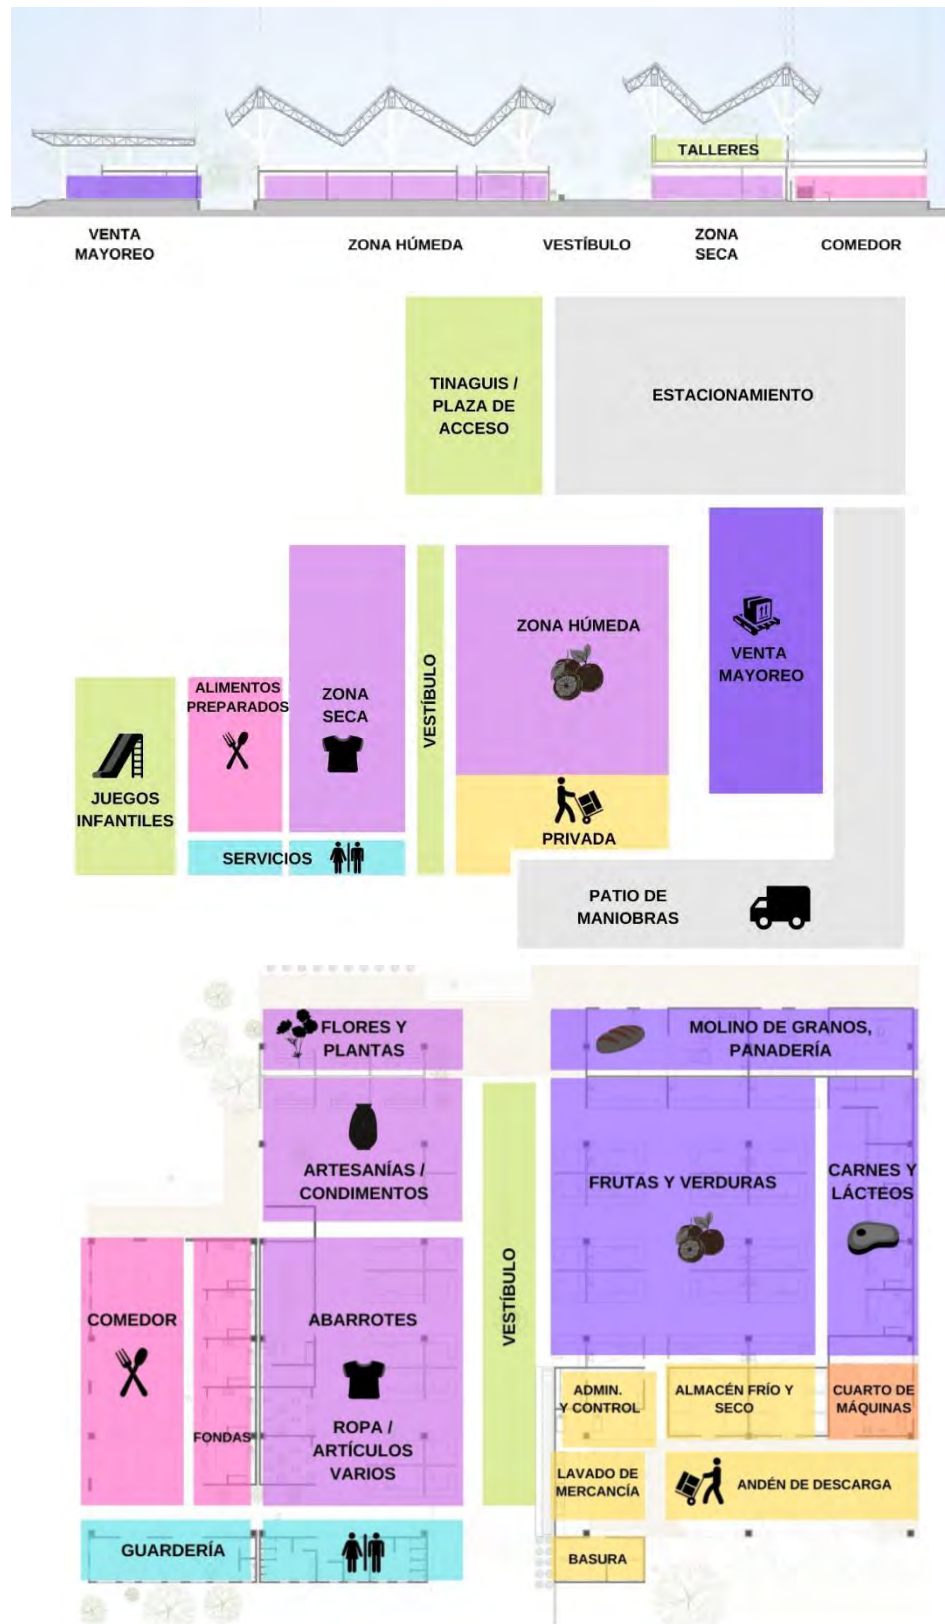 TALLERES
VENTA
MAYOREO
ZONA HÚMEDA
VESTÍBULO
ZONA
SECA
COMEDOR
TINAGUIS /
PLAZA DE
ACCESO
ESTACIONAMIENTO
ZONA HÚMEDA
VENTA
MAYOREO
ALIMENTOS
PREPARADOS
ZONA
SECA
VESTÍBULO
JUEGOS
INFANTILES
PRIVADA
SERVICIOS
PATIO DE
MANIOBRAS
FLORES Y
PLANTAS
MOLINO DE GRANOS,
PANADERÍA
ARTESANÍAS /
CONDIMENTOS
FRUTAS Y VERDURAS
CARNES Y
LÁCTEOS
VESTÍBULO
COMEDOR
ABARROTES
FONDAS
ROPA /
ARTÍCULOS
VARIOS
ADMIN.
Y CONTROL
ALMACÉN FRÍO Y
SECO
CUARTO DE
MÁQUINAS
LAVADO DE
MERCANCÍA
ANDÉN DE DESCARGA
GUARDERÍA
BASURA